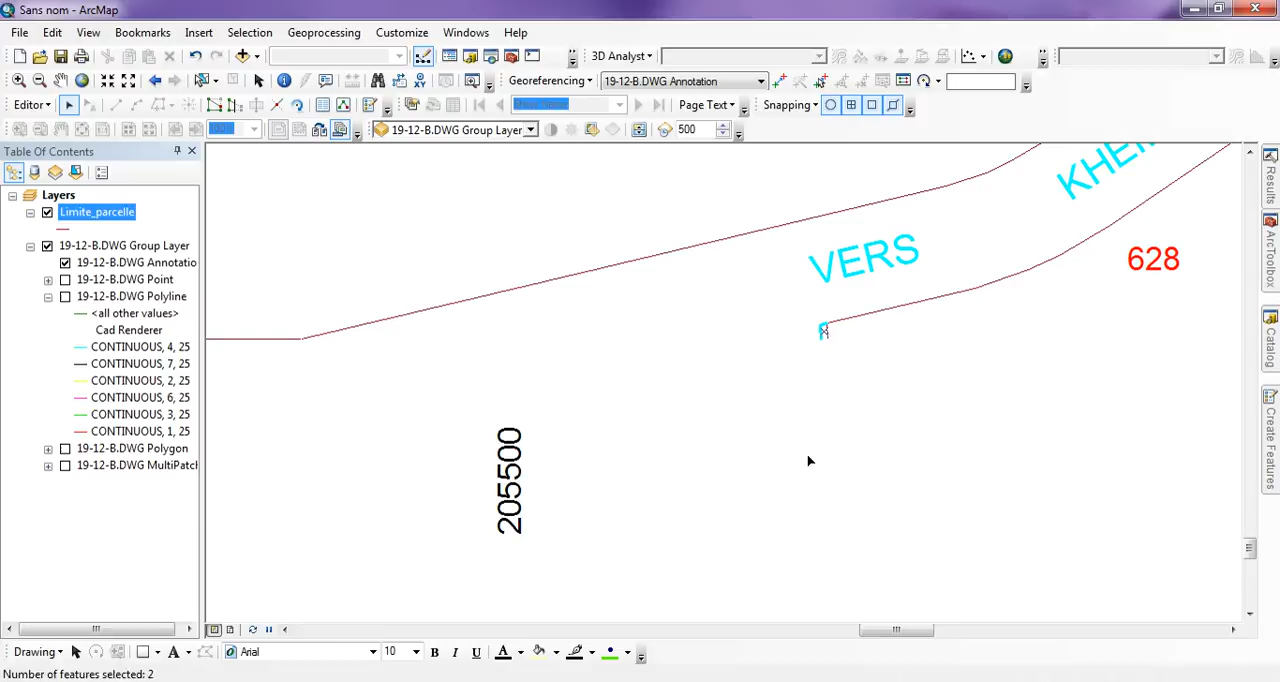 Sans nom - ArcMap
File Edit View Bookmarks Insert Selection Geoprocessing Customize Windows Help
3D Analyst
Georeferencing 19-12-B.DWG Annotation
Editor Page Text Snapping
100% 19-12-B.DWG Group Layer 500
Table Of Contents
Layers
Limite_parcelle
19-12-B.DWG Group Layer
19-12-B.DWG Annotatio
19-12-B.DWG Point
19-12-B.DWG Polyline
<all other values>
Cad Renderer
CONTINUOUS, 4, 25
CONTINUOUS, 7, 25
CONTINUOUS, 2, 25
CONTINUOUS, 6, 25
CONTINUOUS, 3, 25
CONTINUOUS, 1, 25
19-12-B.DWG Polygon
19-12-B.DWG MultiPatch
KHEM
VERS
628
205500
Results
ArcToolbox
Catalog
Create Features
Drawing A Arial 10 B I U A
Number of features selected: 2